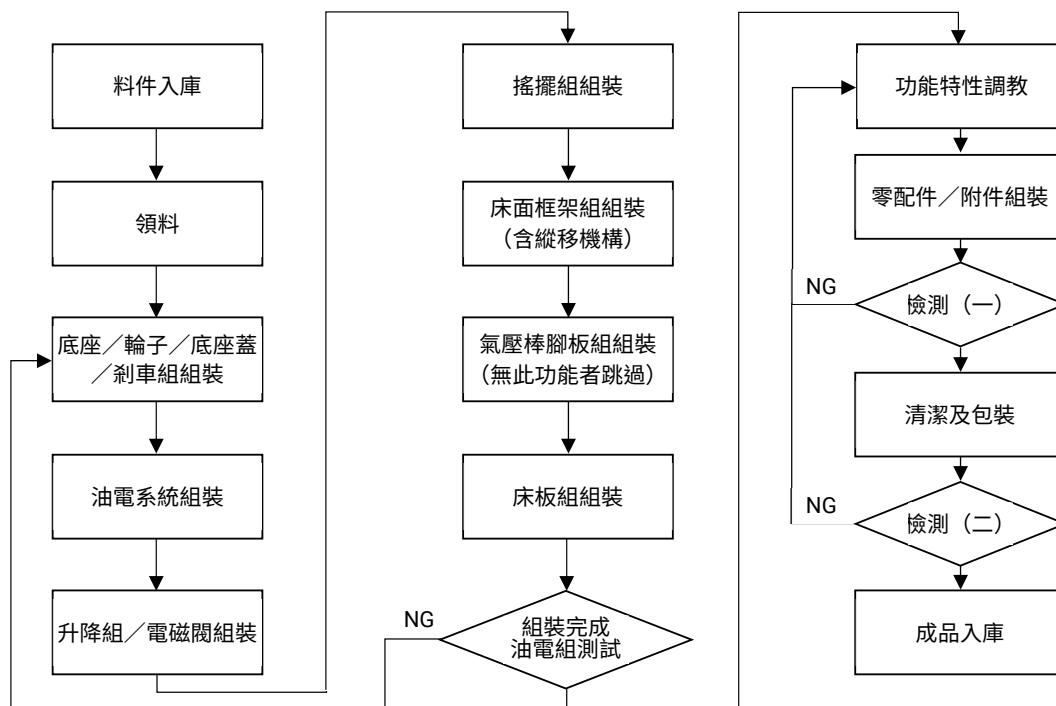 料件入庫
領料
底座／輪子／底座蓋
／剎車組組裝
油電系統組裝
升降組／電磁閥組裝
搖擺組組裝
床面框架組組裝
（含縱移機構）
氣壓棒腳板組組裝
（無此功能者跳過）
床板組組裝
NG
組裝完成
油電組測試
功能特性調教
零配件／附件組裝
NG
檢測（一）
清潔及包裝
NG
檢測（二）
成品入庫